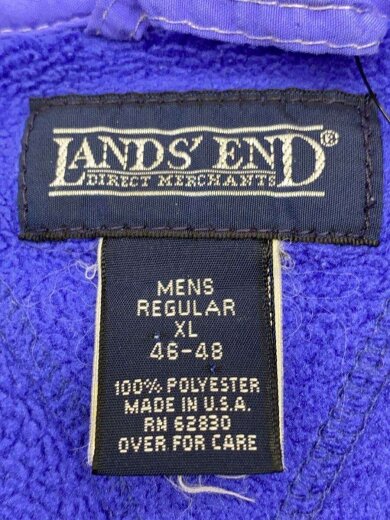 LANDS' END®
DIRECT MERCHANTS
MENS
REGULAR
XL
46-48
100% POLYESTER
MADE IN U.S.A.
RN 62830
OVER FOR CARE